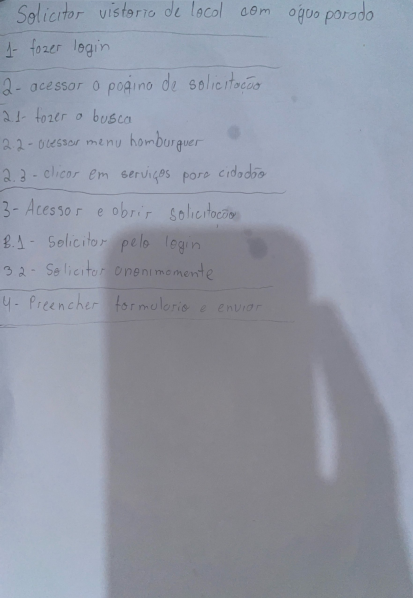 Solicitar vistoria de local com água parada
1- fazer login
2- acessar a página de solicitação
2.1- fazer a busca
2.2- acessar menu hamburguer
2.3- clicar em serviços para cidadão
3- Acessar e abrir solicitação
3.1- Solicitar pelo login
3.2- Solicitar anonimamente
4- Preencher formulario e enviar